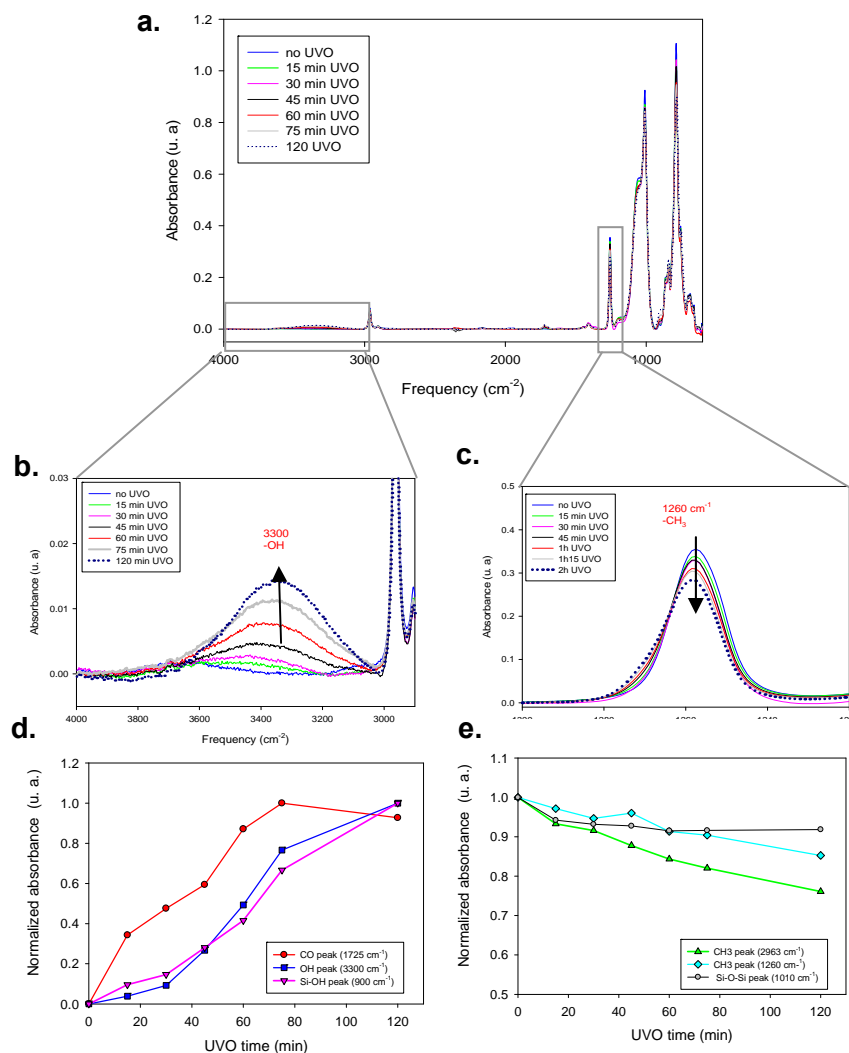 a.
Absorbance (u. a)
1.2
1.0
0.8
0.6
0.4
0.2
0.0
no UVO
15 min UVO
30 min UVO
45 min UVO
60 min UVO
75 min UVO
120 UVO
4000 3000 2000 1000
Frequency (cm-2)
b.
Absorbance (u. a)
0.03
0.02
0.01
0.00
no UVO
15 min UVO
30 min UVO
45 min UVO
60 min UVO
75 min UVO
120 min UVO
3300
-OH
4000 3800 3600 3400 3200 3000
Frequency (cm-2)
c.
Absorbance (u. a)
0.5
0.4
0.3
0.2
0.1
0.0
no UVO
15 min UVO
30 min UVO
45 min UVO
1h UVO
1h15 UVO
2h UVO
1260 cm-1
-CH3
d.
Normalized absorbance (u. a.)
1.2
1.0
0.8
0.6
0.4
0.2
0.0
CO peak (1725 cm-1)
OH peak (3300 cm-1)
Si-OH peak (900 cm-1)
0 20 40 60 80 100 120
UVO time (min)
e.
Normalized absorbance (u. a.)
1.1
1.0
0.9
0.8
0.7
0.6
0.5
CH3 peak (2963 cm-1)
CH3 peak (1260 cm-1)
Si-O-Si peak (1010 cm-1)
0 20 40 60 80 100 120
UVO time (min)